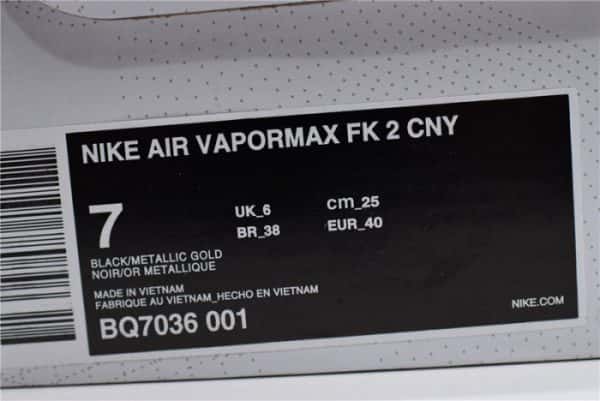 NIKE AIR VAPORMAX FK 2 CNY
7
UK_6 cm_25
BR_38 EUR_40
BLACK/METALLIC GOLD
NOIR/OR METALLIQUE
MADE IN VIETNAM
FABRIQUE AU VIETNAM_HECHO EN VIETNAM
BQ7036 001
NIKE.COM